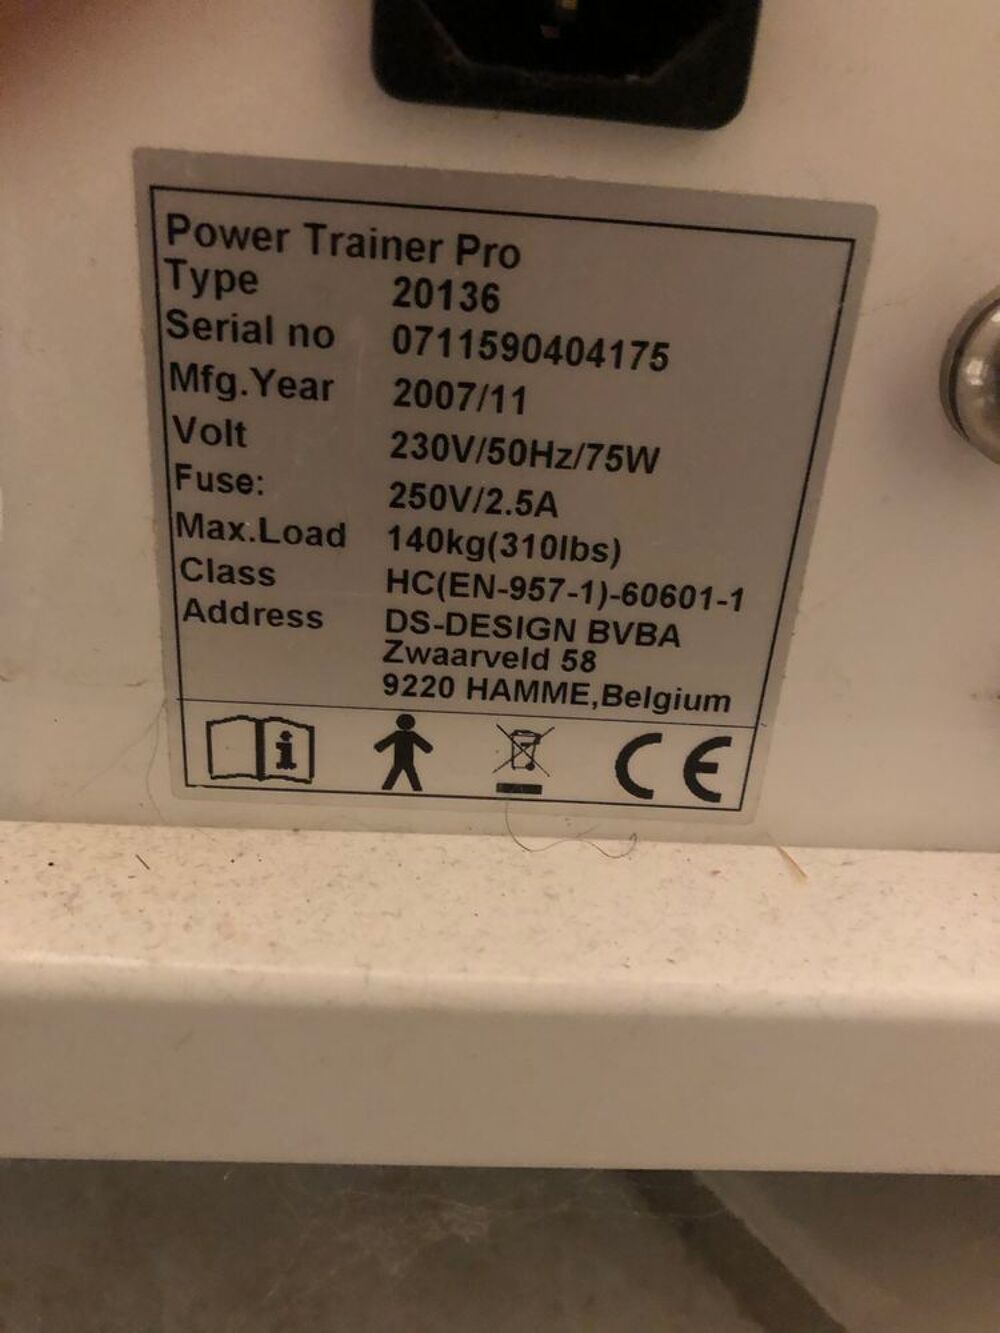 Power Trainer Pro
Type 20136
Serial no 0711590404175
Mfg.Year 2007/11
Volt 230V/50Hz/75W
Fuse: 250V/2.5A
Max.Load 140kg(310lbs)
Class HC(EN-957-1)-60601-1
Address DS-DESIGN BVBA
Zwaarveld 58
9220 HAMME,Belgium
i
CE